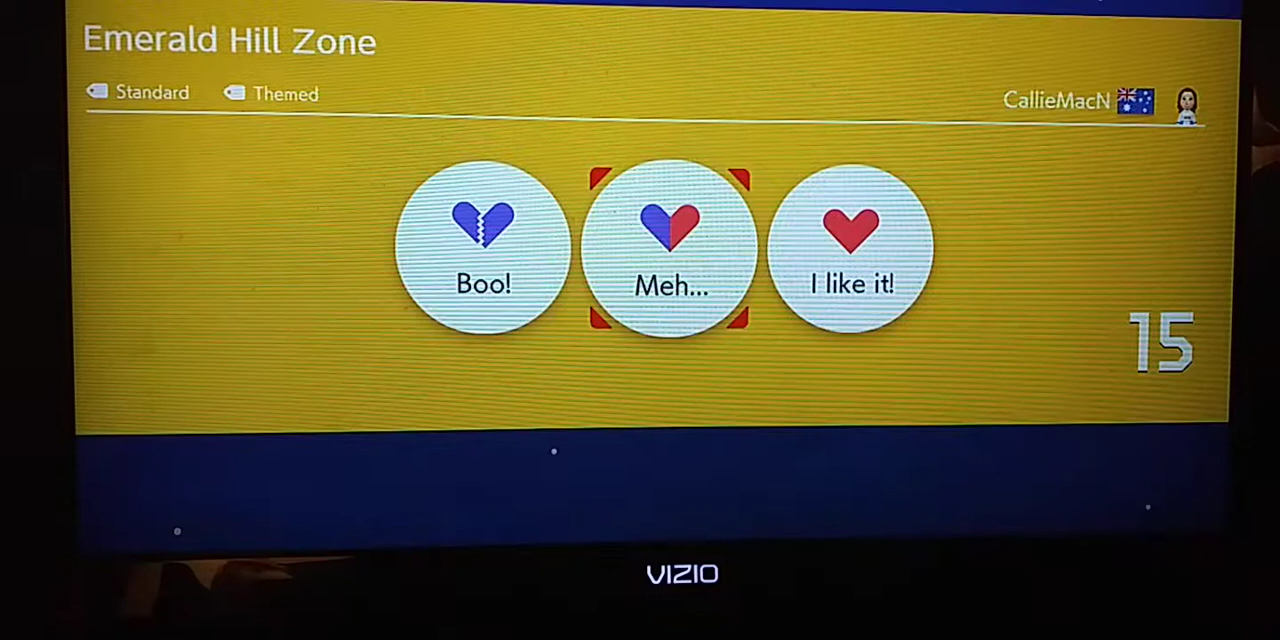 Emerald Hill Zone
Standard Themed
CallieMacN
Boo! Meh... I like it!
15
VIZIO